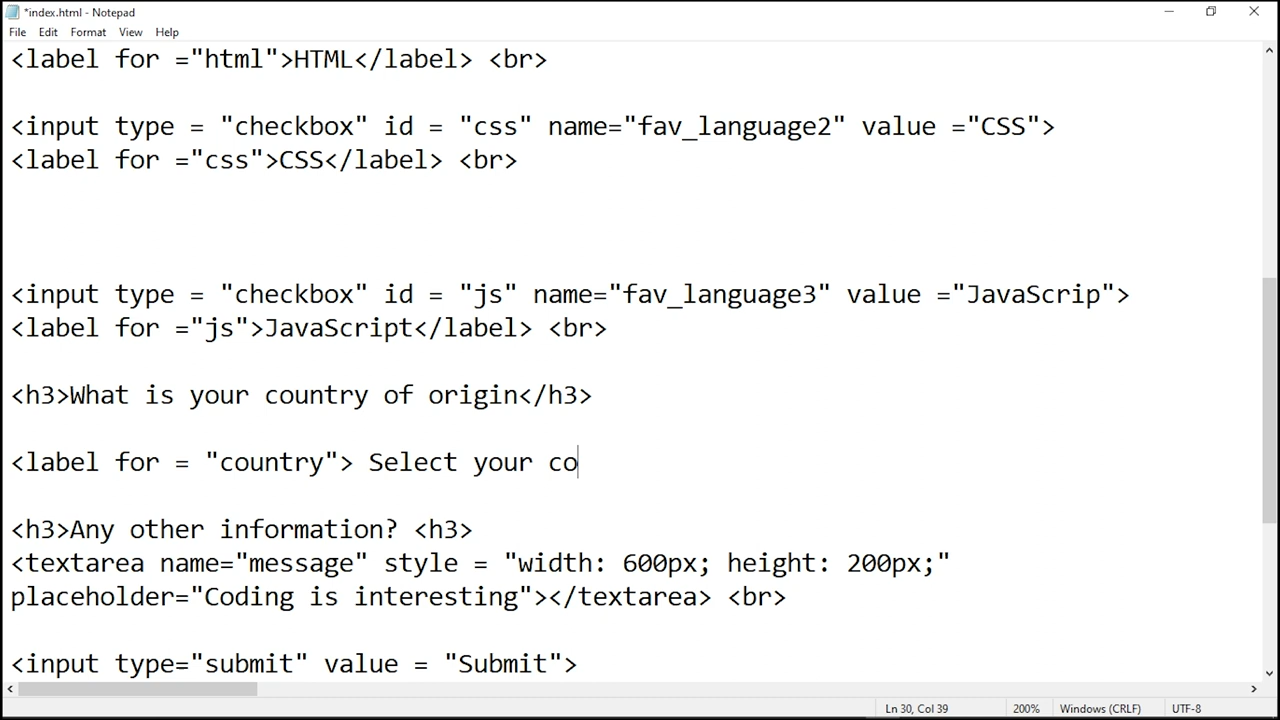 *index.html - Notepad
File Edit Format View Help
<label for ="html">HTML</label> <br>
<input type = "checkbox" id = "css" name="fav_language2" value ="CSS">
<label for ="css">CSS</label> <br>
<input type = "checkbox" id = "js" name="fav_language3" value ="JavaScrip">
<label for ="js">JavaScript</label> <br>
<h3>What is your country of origin</h3>
<label for = "country"> Select your co
<h3>Any other information? <h3>
<textarea name="message" style = "width: 600px; height: 200px;"
placeholder="Coding is interesting"></textarea> <br>
<input type="submit" value = "Submit">
Ln 30, Col 39 200% Windows (CRLF) UTF-8